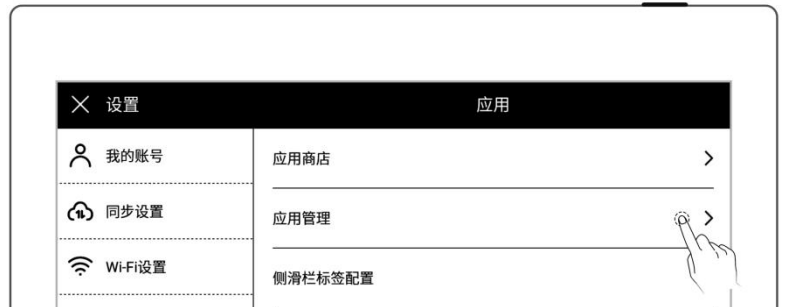 设置
应用
我的账号
应用商店
同步设置
应用管理
Wi-Fi设置
侧滑栏标签配置